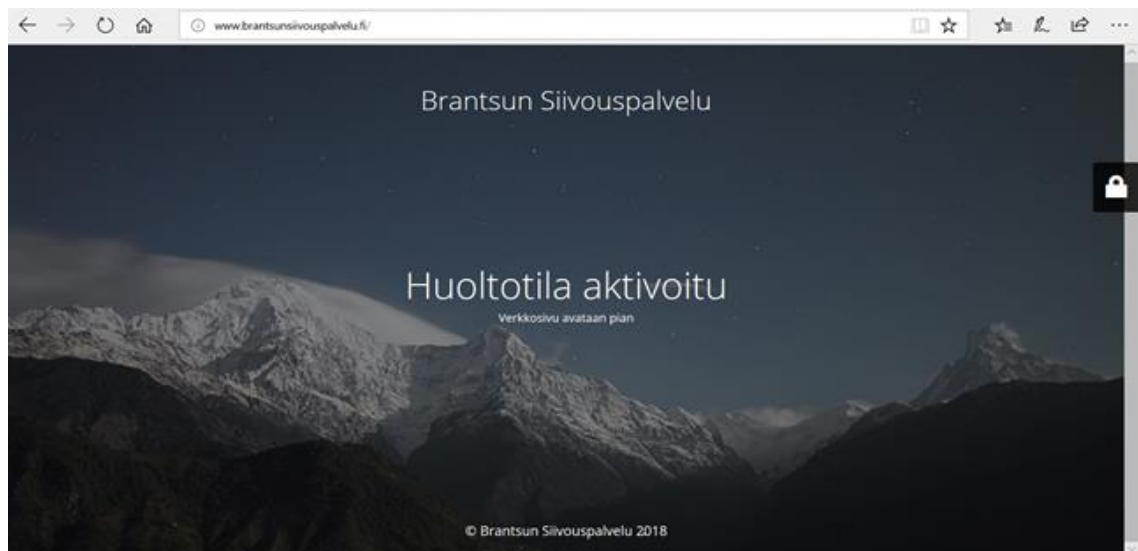 www.brantsunsiivouspalvelu.fi/
Brantsun Siivouspalvelu
Huoltotila aktivoitu
Verkkosivu avataan pian
© Brantsun Siivouspalvelu 2018